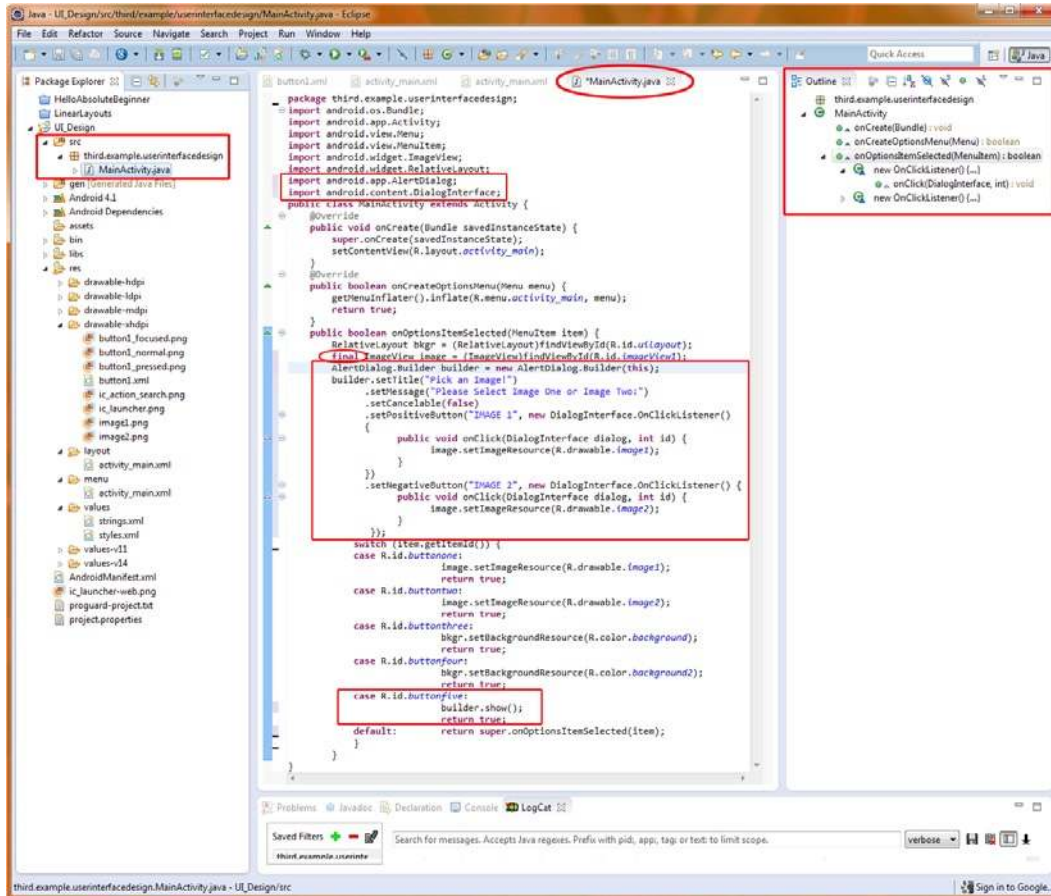 Java - UI_Design/src/third/example/userinterfacedesign/MainActivity.java - Eclipse
File Edit Refactor Source Navigate Search Project Run Window Help
Quick Access
Java
Package Explorer
HelloAbsoluteBeginner
LinearLayouts
UI_Design
src
third.example.userinterfacedesign
MainActivity.java
gen [Generated Java Files]
Android 4.1
Android Dependencies
assets
bin
libs
res
drawable-hdpi
drawable-ldpi
drawable-mdpi
drawable-xhdpi
button1_focused.png
button1_normal.png
button1_pressed.png
button1.xml
ic_action_search.png
ic_launcher.png
image1.png
image2.png
layout
activity_main.xml
menu
activity_main.xml
values
strings.xml
styles.xml
values-v11
values-v14
AndroidManifest.xml
ic_launcher-web.png
proguard-project.txt
project.properties
button1.xml
activity_main.xml
activity_main.xml
*MainActivity.java
package third.example.userinterfacedesign;
import android.os.Bundle;
import android.app.Activity;
import android.view.Menu;
import android.view.MenuItem;
import android.widget.ImageView;
import android.widget.RelativeLayout;
import android.app.AlertDialog;
import android.content.DialogInterface;
public class MainActivity extends Activity {
@Override
public void onCreate(Bundle savedInstanceState) {
super.onCreate(savedInstanceState);
setContentView(R.layout.activity_main);
}
@Override
public boolean onCreateOptionsMenu(Menu menu) {
getMenuInflater().inflate(R.menu.activity_main, menu);
return true;
}
public boolean onOptionsItemSelected(MenuItem item) {
RelativeLayout bkgr = (RelativeLayout)findViewById(R.id.uilayout);
final ImageView image = (ImageView)findViewById(R.id.imageView1);
AlertDialog.Builder builder = new AlertDialog.Builder(this);
builder.setTitle("Pick an Image!")
.setMessage("Please Select Image One or Image Two:")
.setCancelable(false)
.setPositiveButton("IMAGE 1", new DialogInterface.OnClickListener()
{
public void onClick(DialogInterface dialog, int id) {
image.setImageResource(R.drawable.image1);
}
})
.setNegativeButton("IMAGE 2", new DialogInterface.OnClickListener() {
public void onClick(DialogInterface dialog, int id) {
image.setImageResource(R.drawable.image2);
}
});
switch (item.getItemId()) {
case R.id.buttonone:
image.setImageResource(R.drawable.image1);
return true;
case R.id.buttontwo:
image.setImageResource(R.drawable.image2);
return true;
case R.id.buttonthree:
bkgr.setBackgroundResource(R.color.background);
return true;
case R.id.buttonfour:
bkgr.setBackgroundResource(R.color.background2);
return true;
case R.id.buttonfive:
builder.show();
return true;
default: return super.onOptionsItemSelected(item);
}
}
}
Outline
third.example.userinterfacedesign
MainActivity
onCreate(Bundle) : void
onCreateOptionsMenu(Menu) : boolean
onOptionsItemSelected(MenuItem) : boolean
new OnClickListener() {...}
onClick(DialogInterface, int) : void
new OnClickListener() {...}
Problems Javadoc Declaration Console LogCat
Saved Filters
Search for messages. Accepts Java regexes. Prefix with pid:, app:, tag: or text: to limit scope.
verbose
third.example.userinte
third.example.userinterfacedesign.MainActivity.java - UI_Design/src
Sign in to Google...